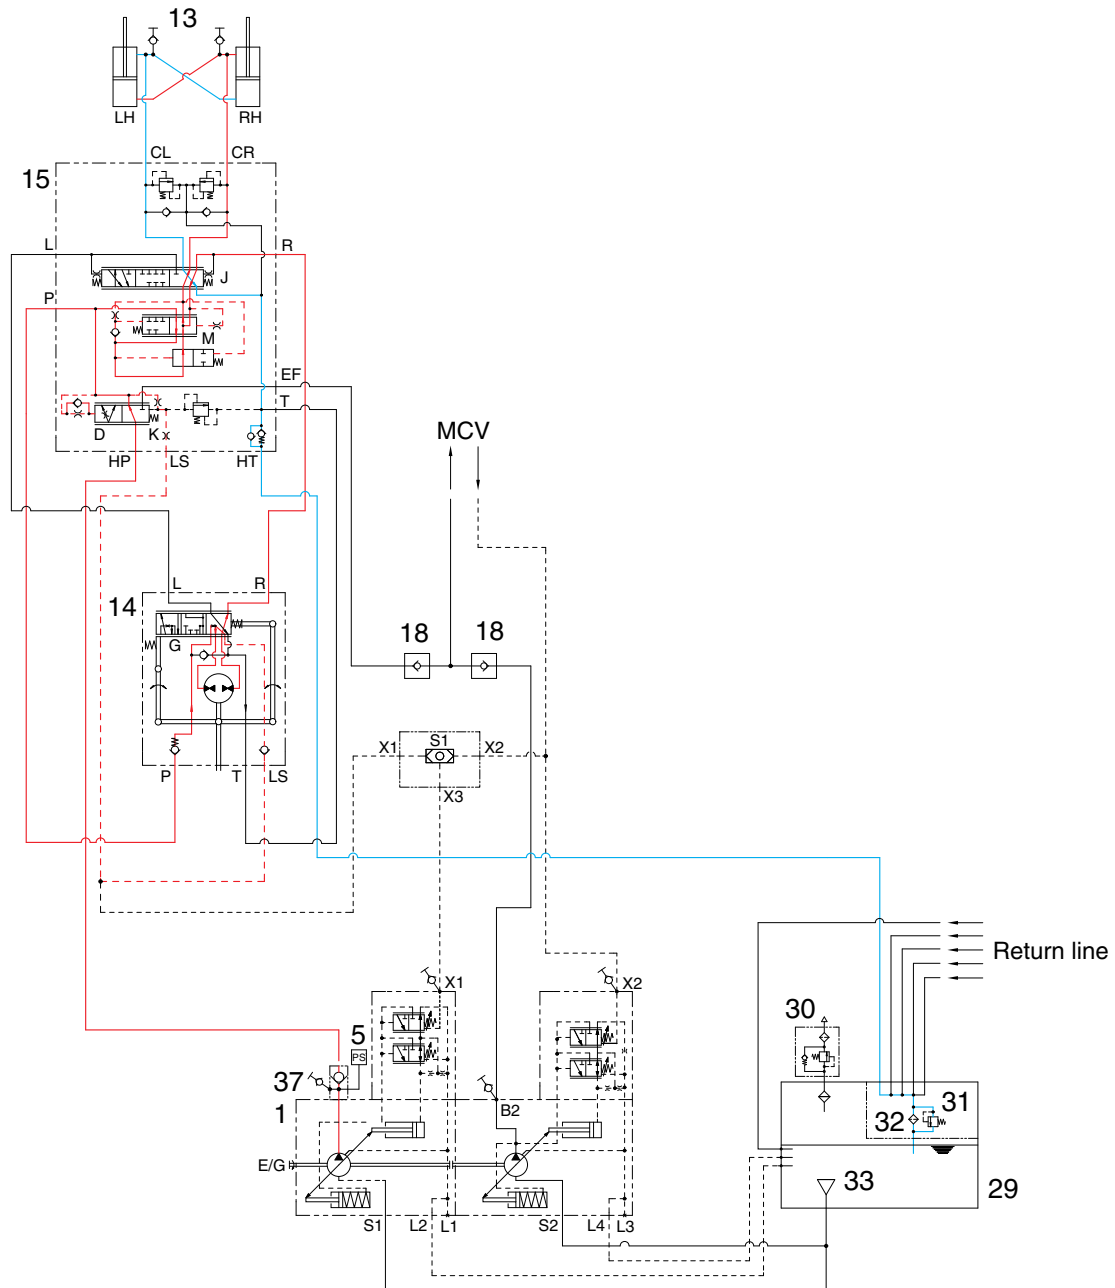 13
LH RH
CL CR
15
L R
J
P
M
EF
T
D K
HP LS HT
MCV
L R
14
G
18 18
S1
X1 X2
X3
P T LS
Return line
X1 X2
30
5
PS
37
31
32
1
B2
E/G
33
29
S1 L2 L1 S2 L4 L3